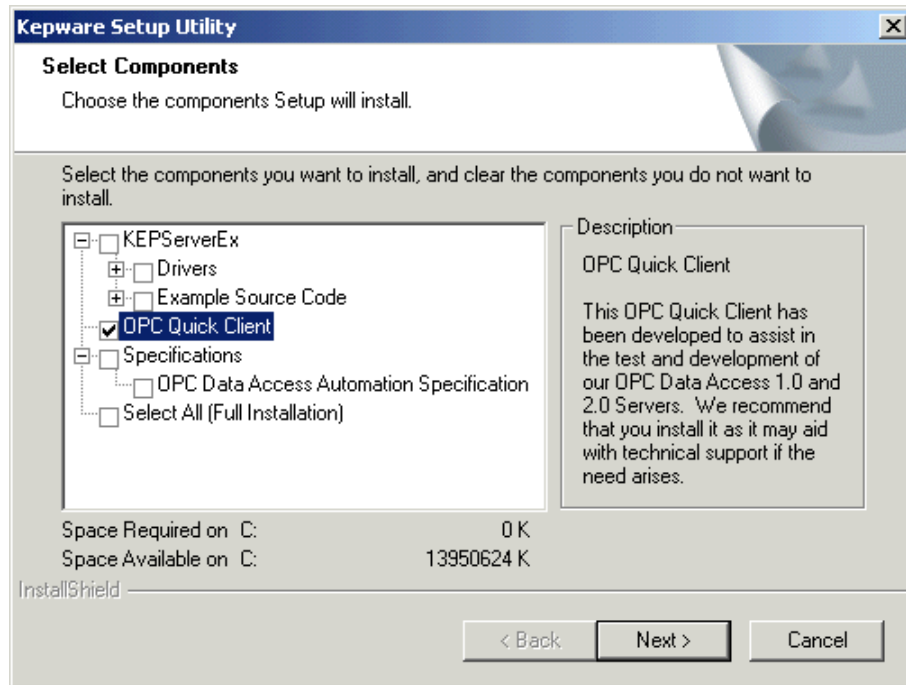 Kepware Setup Utility
Select Components
Choose the components Setup will install.
Select the components you want to install, and clear the components you do not want to
install.
KEPServerEx
Drivers
Example Source Code
OPC Quick Client
Specifications
OPC Data Access Automation Specification
Select All (Full Installation)
Description
OPC Quick Client
This OPC Quick Client has
been developed to assist in
the test and development of
our OPC Data Access 1.0 and
2.0 Servers. We recommend
that you install it as it may aid
with technical support if the
need arises.
Space Required on C: 0 K
Space Available on C: 13950624 K
InstallShield
< Back
Next >
Cancel